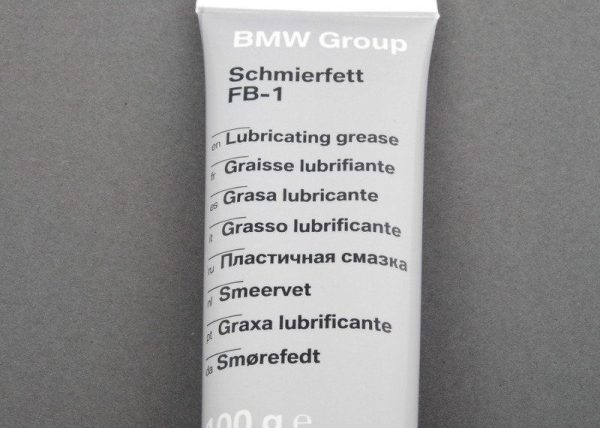 BMW Group
Schmierfett
FB-1
en Lubricating grease
fr Graisse lubrifiante
es Grasa lubricante
it Grasso lubrificante
ru Пластичная смазка
nl Smeervet
pt Graxa lubrificante
da Smørefedt
100 g e